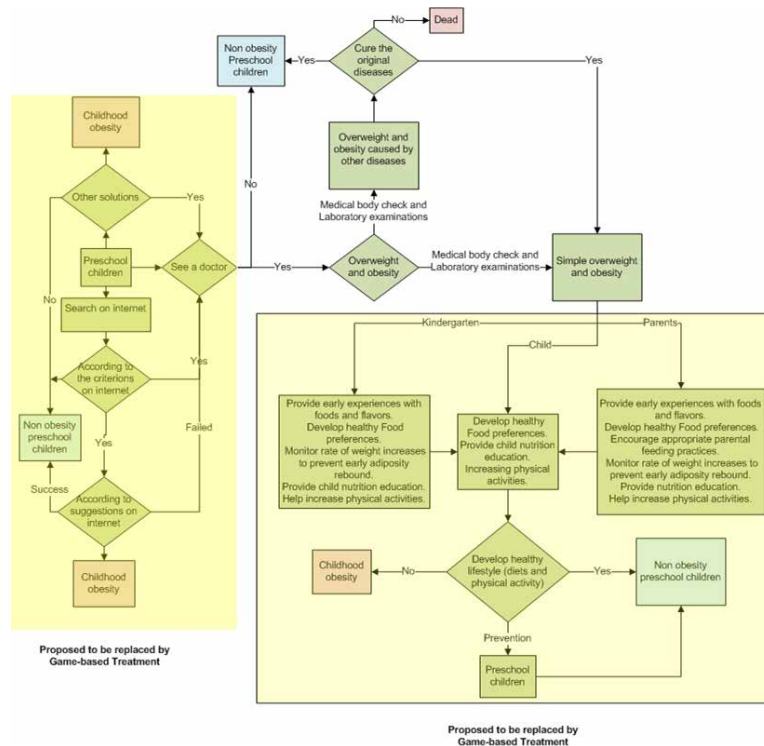 No
Dead
Non obesity
Preschool
children
Yes
Cure the
original
diseases
Yes
Childhood
obesity
Overweight and
obesity caused by
other diseases
Other solutions
Yes
No
Medical body check and
Laboratory examinations
Preschool
children
See a doctor
Yes
Overweight
and obesity
Medical body check and
Laboratory examinations
Simple overweight
and obesity
Search on internet
No
According to
the criterions
on internet
Yes
Non obesity
preschool
children
Yes
Failed
Success
According to
suggestions on
internet
Childhood
obesity
Proposed to be replaced by
Game-based Treatment
Kindergarten
Parents
Child
Provide early experiences with
foods and flavors.
Develop healthy Food
preferences.
Monitor rate of weight increases
to prevent early adiposity
rebound.
Provide child nutrition education.
Help increase physical activities.
Develop healthy
Food preferences.
Provide child nutrition
education.
Increasing physical
activities.
Provide early experiences with foods
and flavors.
Develop healthy Food preferences.
Encourage appropriate parental
feeding practices.
Monitor rate of weight increases to
prevent early adiposity rebound.
Provide nutrition education.
Help increase physical activities.
Childhood
obesity
No
Develop healthy
lifestyle (diets and
physical activity)
Yes
Non obesity
preschool children
Prevention
Preschool
children
Proposed to be replaced by
Game-based Treatment